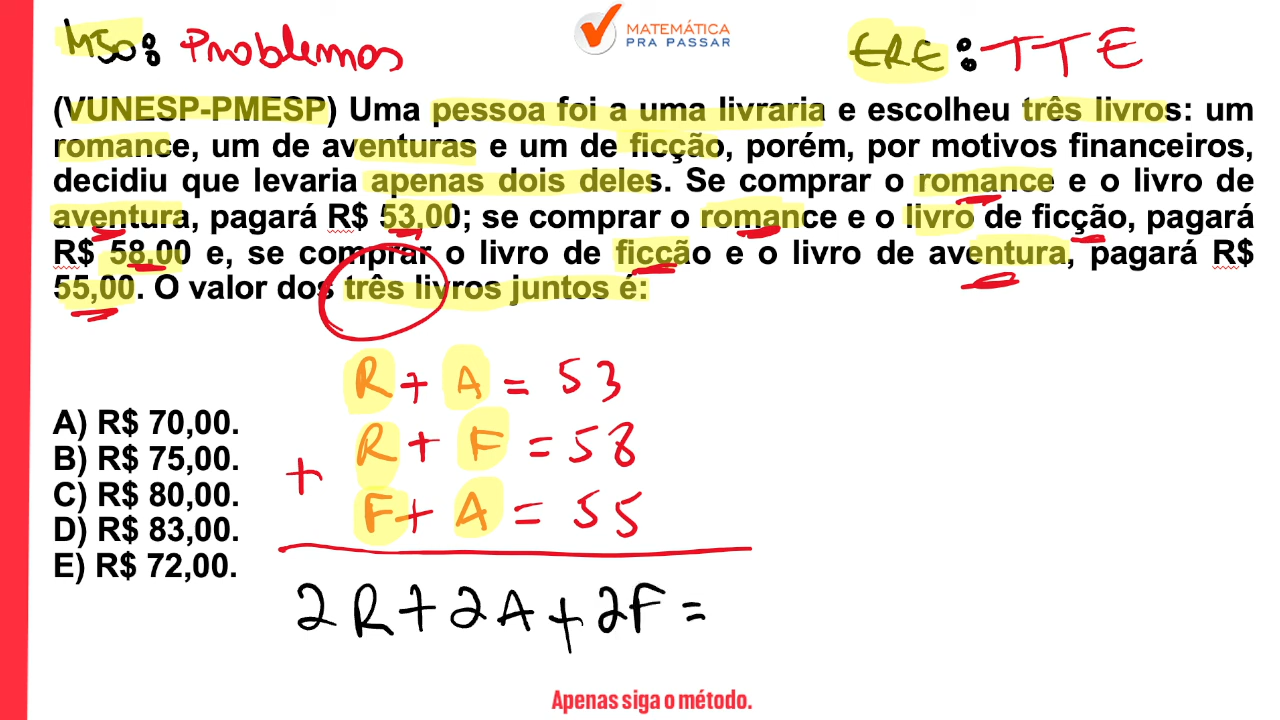 MSO: Problemas
MATEMÁTICA
PRA PASSAR
ERE: TTE
(VUNESP-PMESP) Uma pessoa foi a uma livraria e escolheu três livros: um
romance, um de aventuras e um de ficção, porém, por motivos financeiros,
decidiu que levaria apenas dois deles. Se comprar o romance e o livro de
aventura, pagará R$ 53,00; se comprar o romance e o livro de ficção, pagará
R$ 58,00 e, se comprar o livro de ficcão e o livro de aventura, pagará R$
55,00. O valor dos três livros juntos é:
R + A = 53
R + F = 58
+
F + A = 55
A) R$ 70,00.
B) R$ 75,00.
C) R$ 80,00.
D) R$ 83,00.
E) R$ 72,00.
2R + 2A + 2F =
Apenas siga o método.